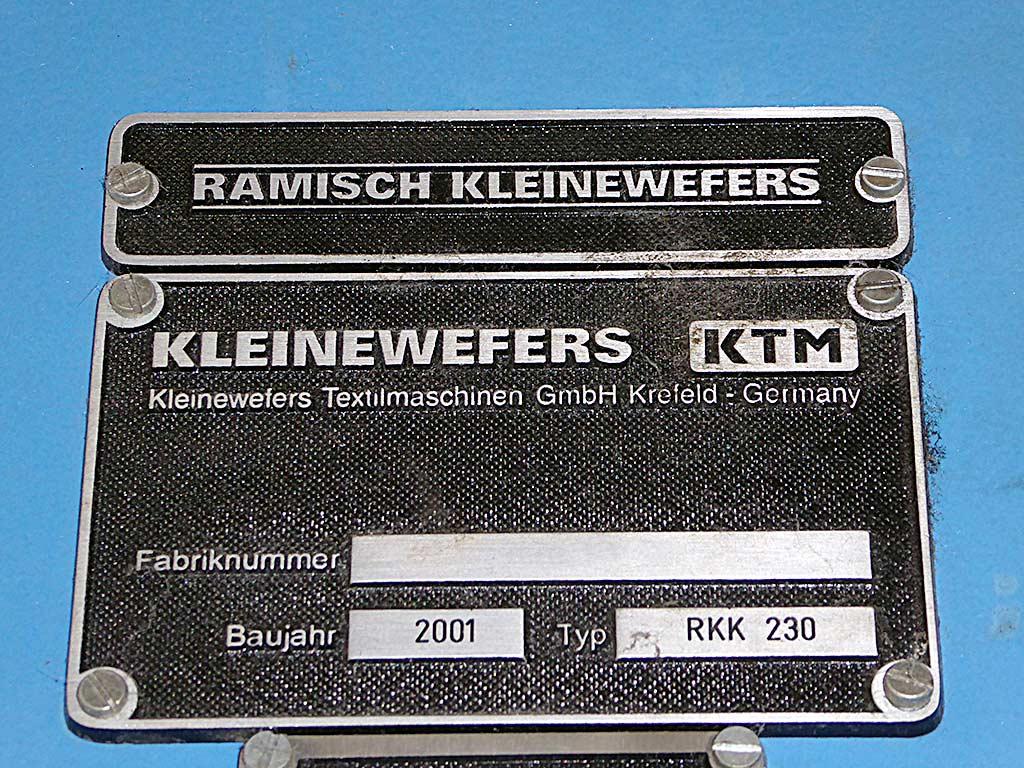 RAMISCH KLEINEWEFERS
KLEINEWEFERS KTM
Kleinewefers Textilmaschinen GmbH Krefeld - Germany
Fabriknummer
Baujahr 2001 Typ RKK 230